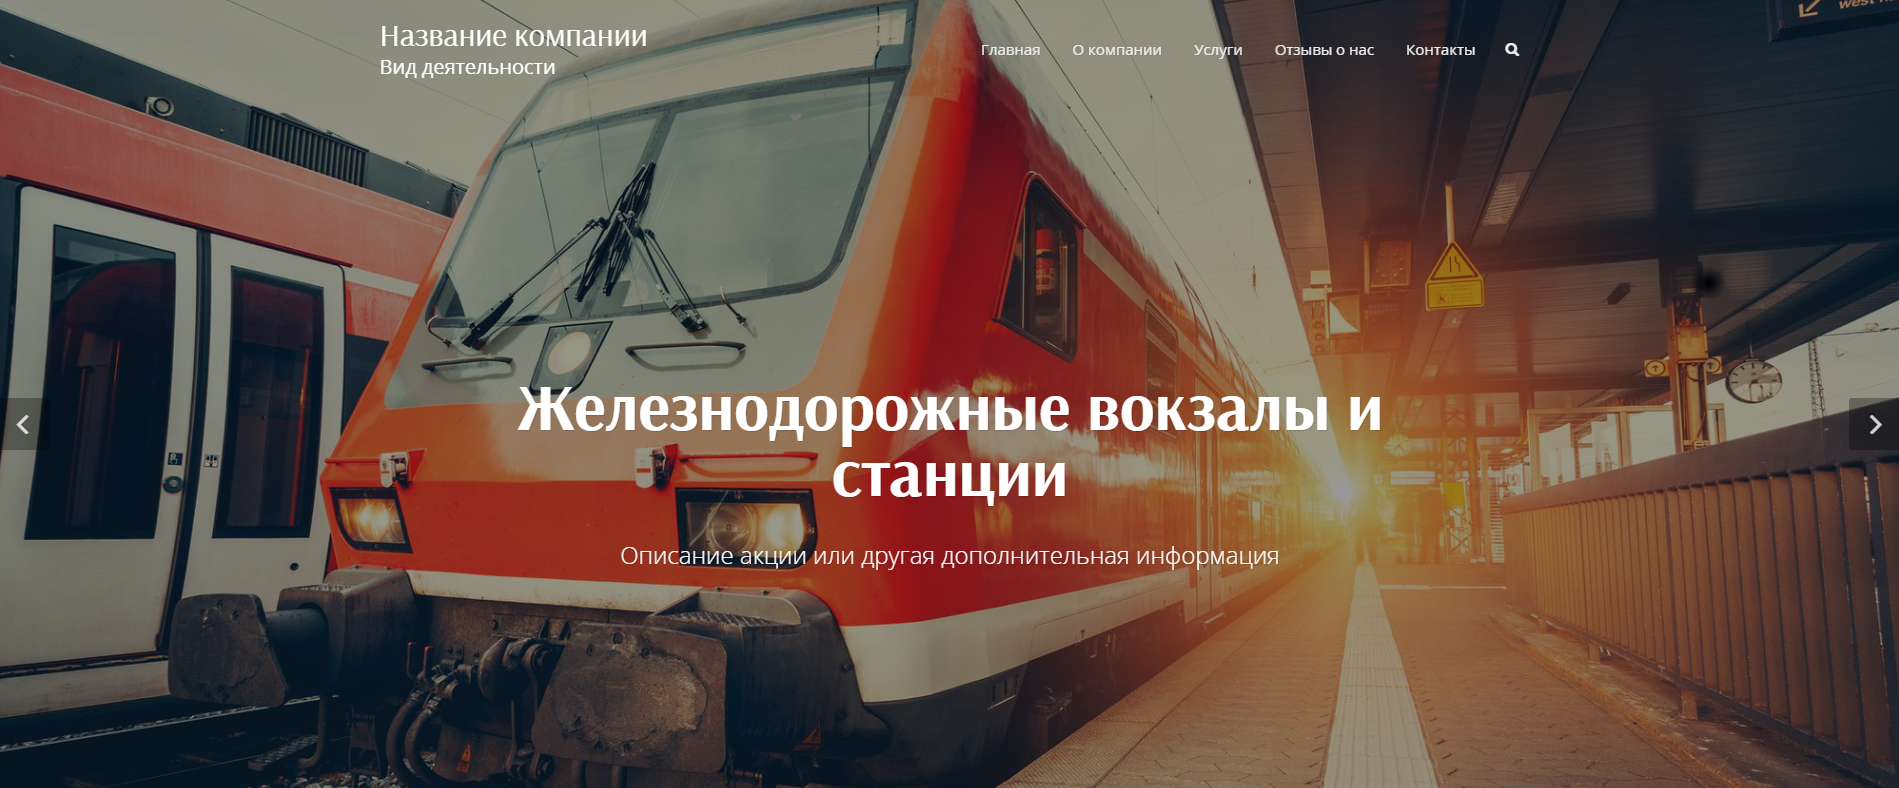 Название компании
Вид деятельности
Главная О компании Услуги Отзывы о нас Контакты
west
Железнодорожные вокзалы и
станции
Описание акции или другая дополнительная информация